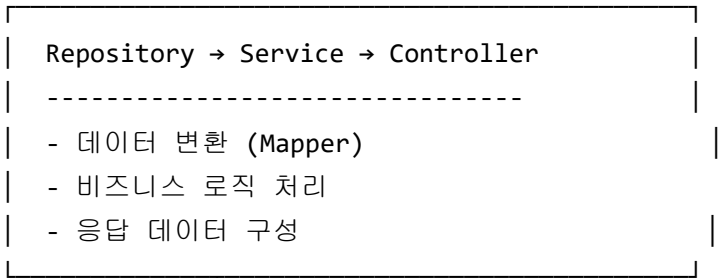 Repository → Service → Controller
--------------------------------
- 데이터 변환 (Mapper)
- 비즈니스 로직 처리
- 응답 데이터 구성